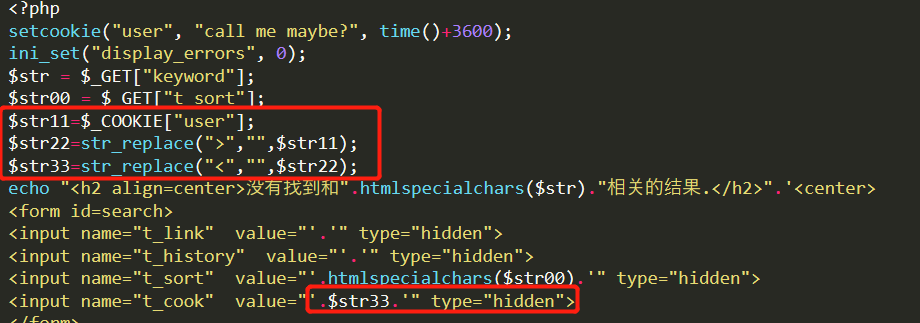 <?php
setcookie("user", "call me maybe?", time()+3600);
ini_set("display_errors", 0);
$str = $_GET["keyword"];
$str00 = $_GET["t_sort"];
$str11=$_COOKIE["user"];
$str22=str_replace(">","",$str11);
$str33=str_replace("<","",$str22);
echo "<h2 align=center>没有找到和".htmlspecialchars($str)."相关的结果.</h2>".'<center>
<form id=search>
<input name="t_link"  value="'.'" type="hidden">
<input name="t_history"  value="'.'" type="hidden">
<input name="t_sort"  value="'.htmlspecialchars($str00).'" type="hidden">
<input name="t_cook"  value="'.$str33.'" type="hidden">
</form>